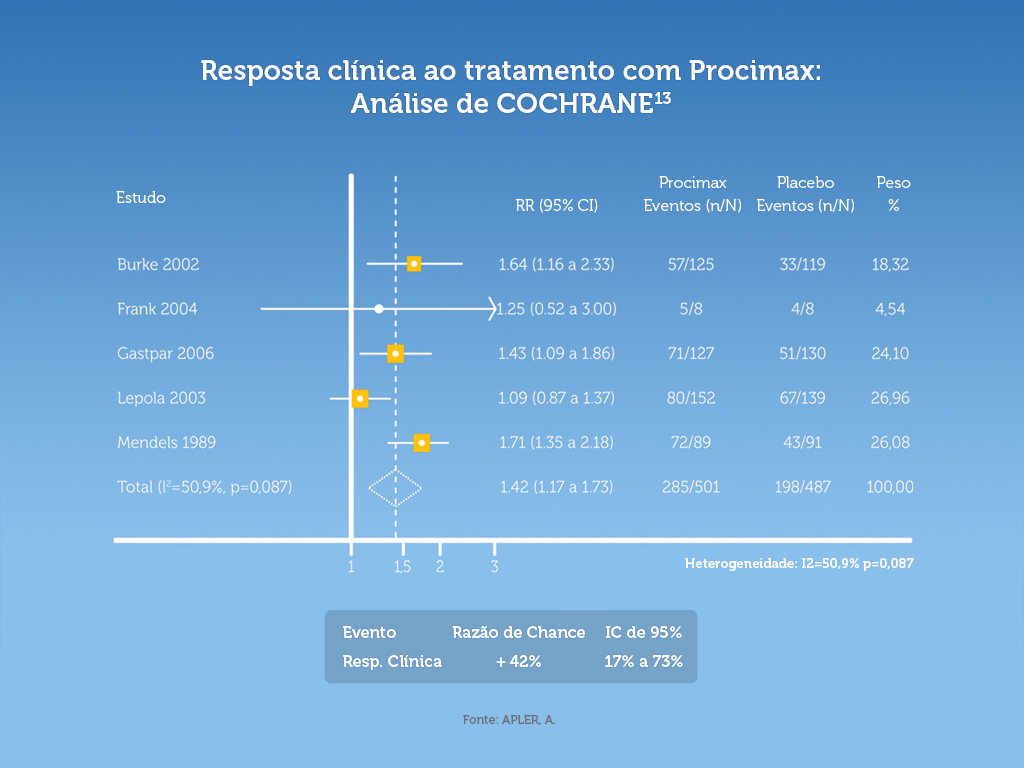 Resposta clínica ao tratamento com Procimax:
Análise de COCHRANE¹³
Estudo RR (95% CI) Procimax Eventos (n/N) Placebo Eventos (n/N) Peso %
Burke 2002 1.64 (1.16 a 2.33) 57/125 33/119 18,32
Frank 2004 1.25 (0.52 a 3.00) 5/8 4/8 4,54
Gastpar 2006 1.43 (1.09 a 1.86) 71/127 51/130 24,10
Lepola 2003 1.09 (0.87 a 1.37) 80/152 67/139 26,96
Mendels 1989 1.71 (1.35 a 2.18) 72/89 43/91 26,08
Total (l²=50,9%, p=0,087) 1.42 (1.17 a 1.73) 285/501 198/487 100,00
1 1,5 2 3
Heterogeneidade: I2=50,9% p=0,087
Evento Razão de Chance IC de 95%
Resp. Clínica + 42% 17% a 73%
Fonte: APLER, A.